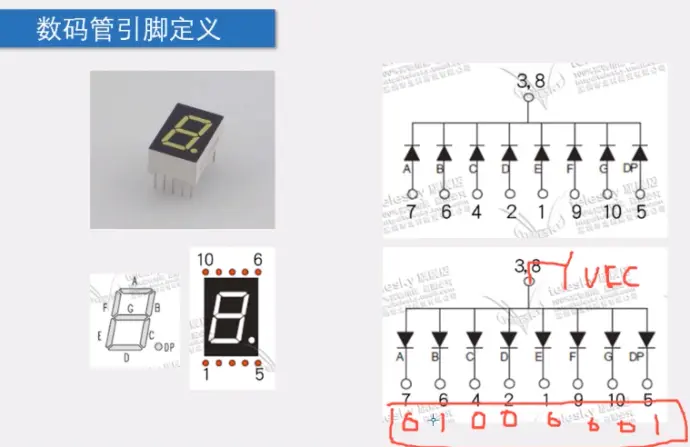 数码管引脚定义
3, 8
A B C D E F G DP
7 6 4 2 1 9 10 5
10 6
A
F G B
E C
D DP
1 5
3, 8 VCC
A B C D E F G DP
7 6 4 2 1 9 10 5
0 1 0 0 0 0 0 1